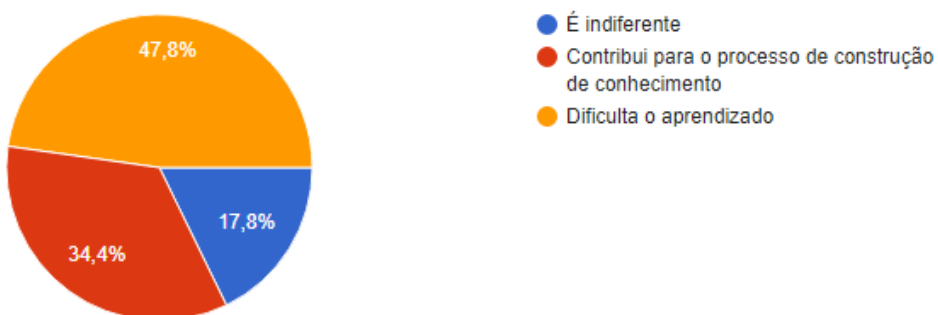 47,8%
34,4%
17,8%
É indiferente
Contribui para o processo de construção
de conhecimento
Dificulta o aprendizado